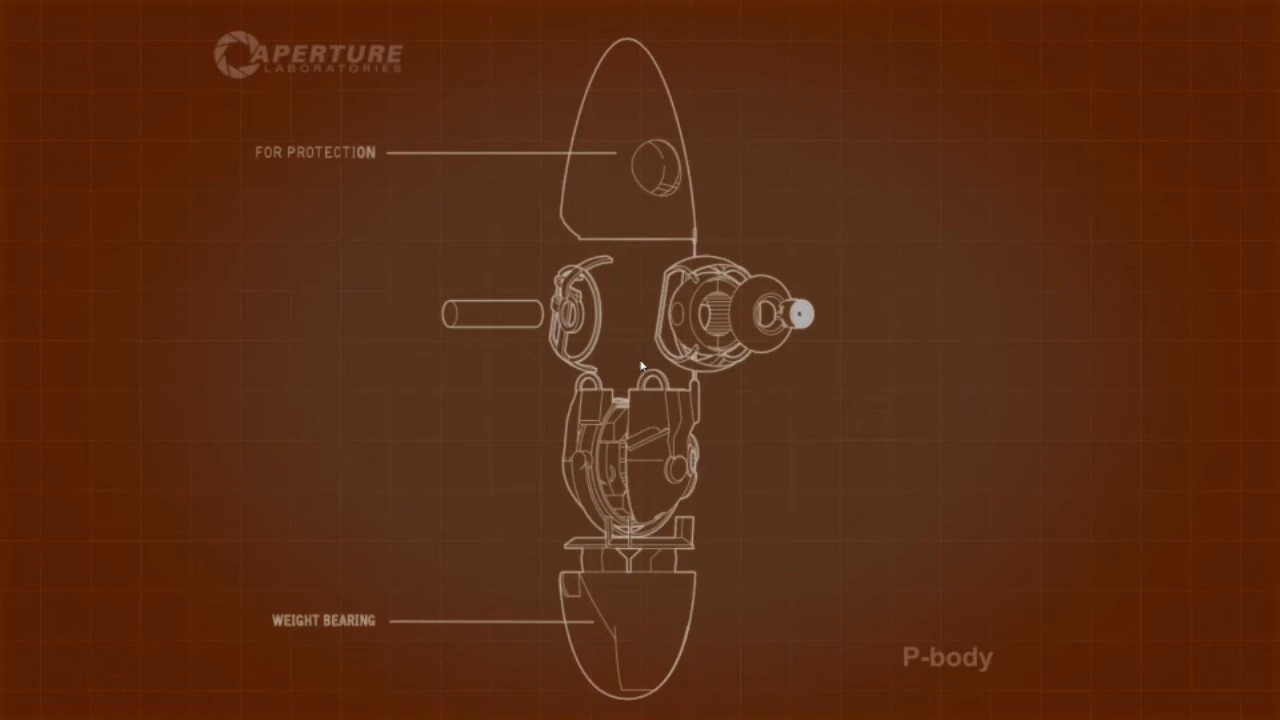 APERTURE
LABORATORIES
FOR PROTECTION
WEIGHT BEARING
P-body